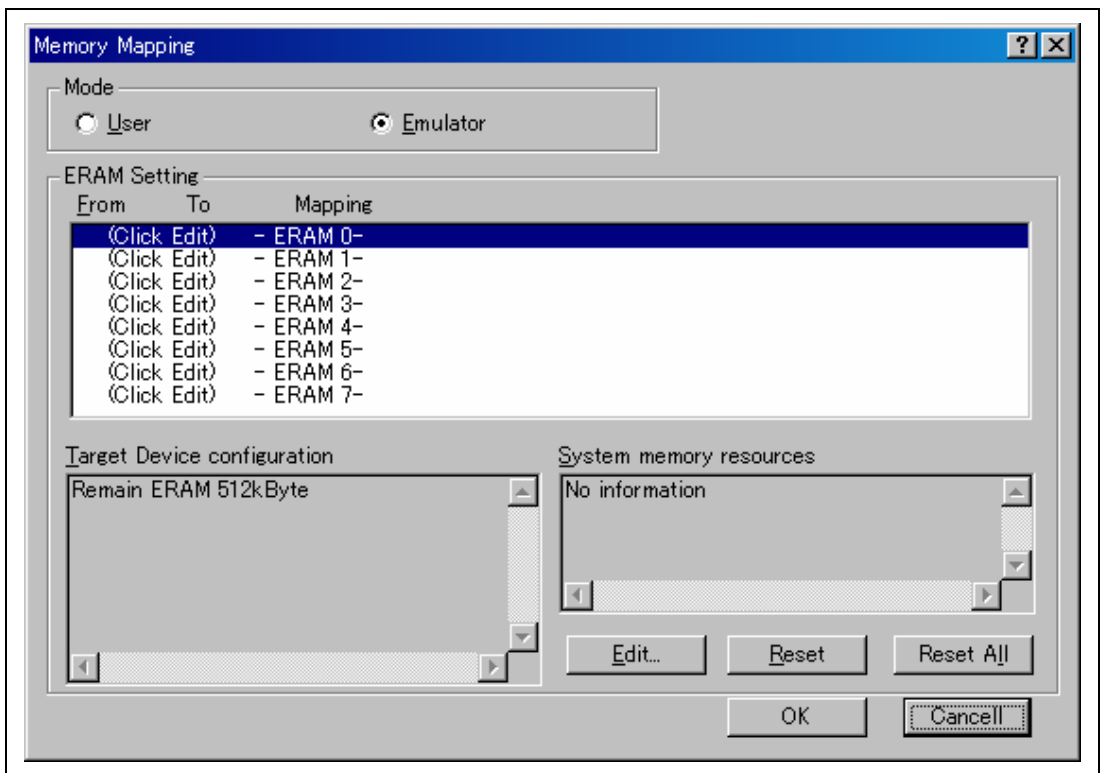 Memory Mapping
Mode
User Emulator
ERAM Setting
From To Mapping
(Click Edit) - ERAM 0-
(Click Edit) - ERAM 1-
(Click Edit) - ERAM 2-
(Click Edit) - ERAM 3-
(Click Edit) - ERAM 4-
(Click Edit) - ERAM 5-
(Click Edit) - ERAM 6-
(Click Edit) - ERAM 7-
Target Device configuration
Remain ERAM 512kByte
System memory resources
No information
Edit... Reset Reset All
OK Cancell